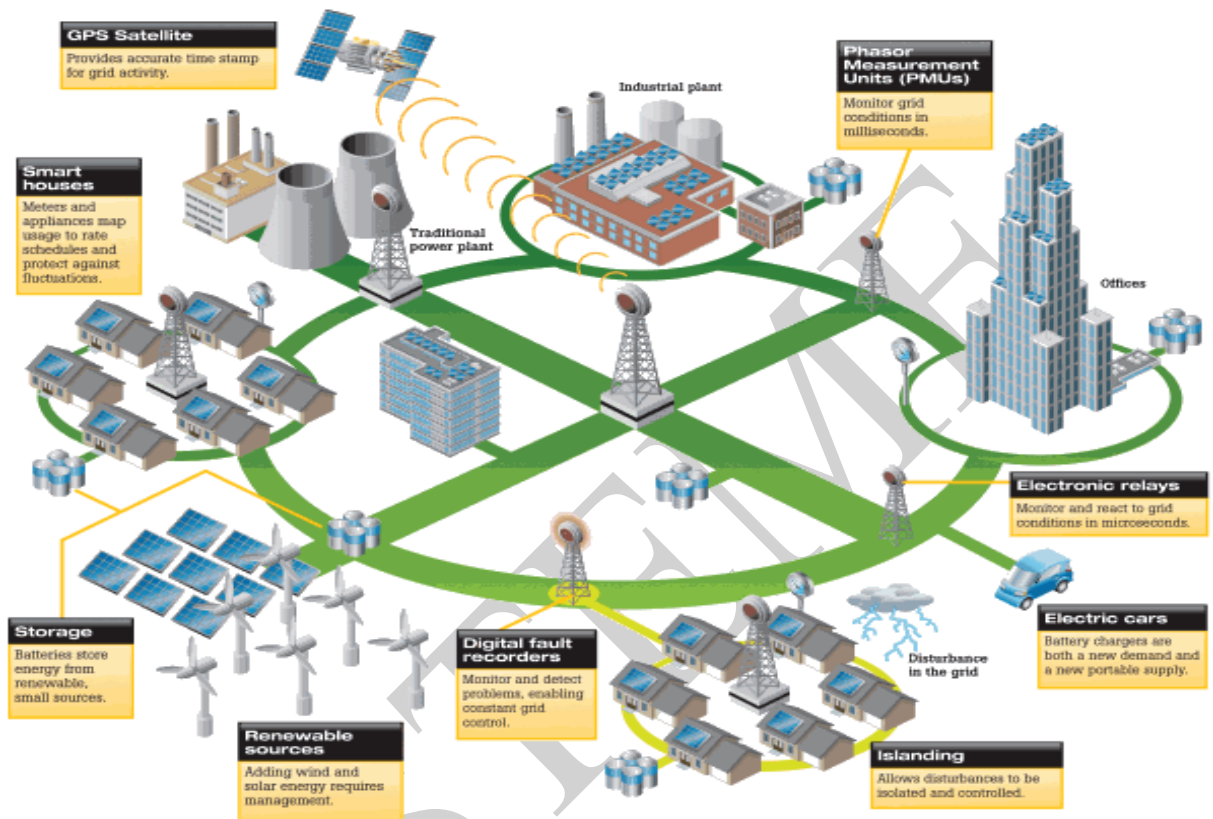 GPS Satellite
Provides accurate time stamp
for grid activity.
Industrial plant
Phasor
Measurement
Units (PMUs)
Monitor grid
conditions in
milliseconds.
Smart
houses
Meters and
appliances map
usage to rate
schedules and
protect against
fluctuations.
Traditional
power plant
Offices
Electronic relays
Monitor and react to grid
conditions in microseconds.
Storage
Batteries store
energy from
renewable,
small sources.
Digital fault
recorders
Monitor and detect
problems, enabling
constant grid
control.
Disturbance
in the grid
Electric cars
Battery chargers are
both a new demand and
a new portable supply.
Renewable
sources
Adding wind and
solar energy requires
management.
Islanding
Allows disturbances to be
isolated and controlled.